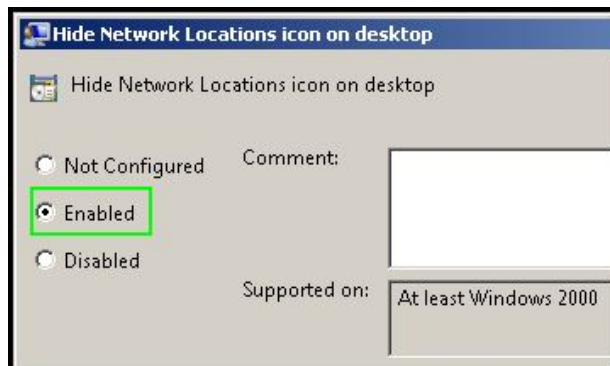 Hide Network Locations icon on desktop
Hide Network Locations icon on desktop
Not Configured
Comment:
Enabled
Disabled
Supported on:
At least Windows 2000